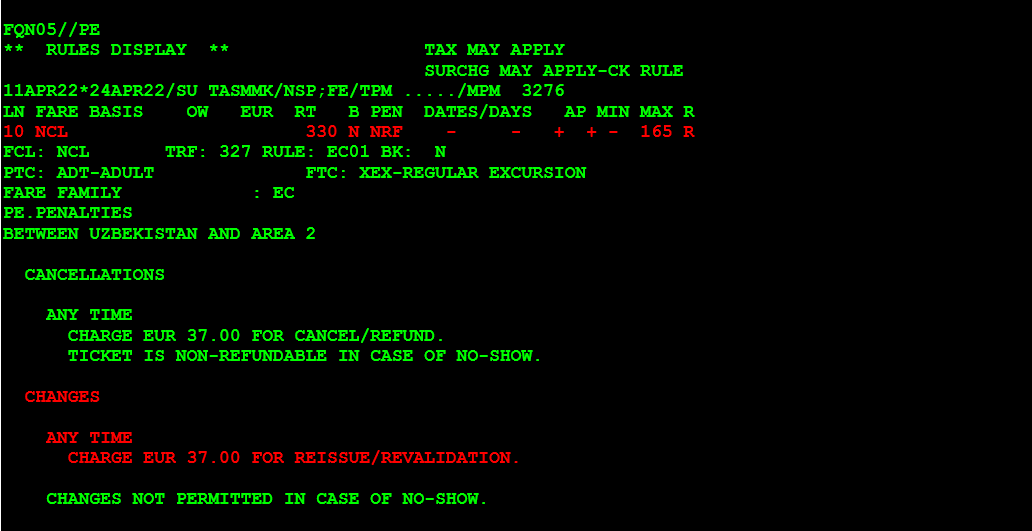 FQN05//PE
**  RULES DISPLAY  **                  TAX MAY APPLY
                                       SURCHG MAY APPLY-CK RULE
11APR22*24APR22/SU TASMMK/NSP;FE/TPM ...../MPM  3276
LN FARE BASIS    OW   EUR  RT   B PEN  DATES/DAYS   AP MIN MAX R
10 NCL                      330 N NRF    -     -   +  + -  165 R
FCL: NCL       TRF: 327 RULE: EC01 BK:  N
PTC: ADT-ADULT              FTC: XEX-REGULAR EXCURSION
FARE FAMILY            : EC
PE.PENALTIES
BETWEEN UZBEKISTAN AND AREA 2
  CANCELLATIONS
    ANY TIME
      CHARGE EUR 37.00 FOR CANCEL/REFUND.
      TICKET IS NON-REFUNDABLE IN CASE OF NO-SHOW.
  CHANGES
    ANY TIME
      CHARGE EUR 37.00 FOR REISSUE/REVALIDATION.
    CHANGES NOT PERMITTED IN CASE OF NO-SHOW.